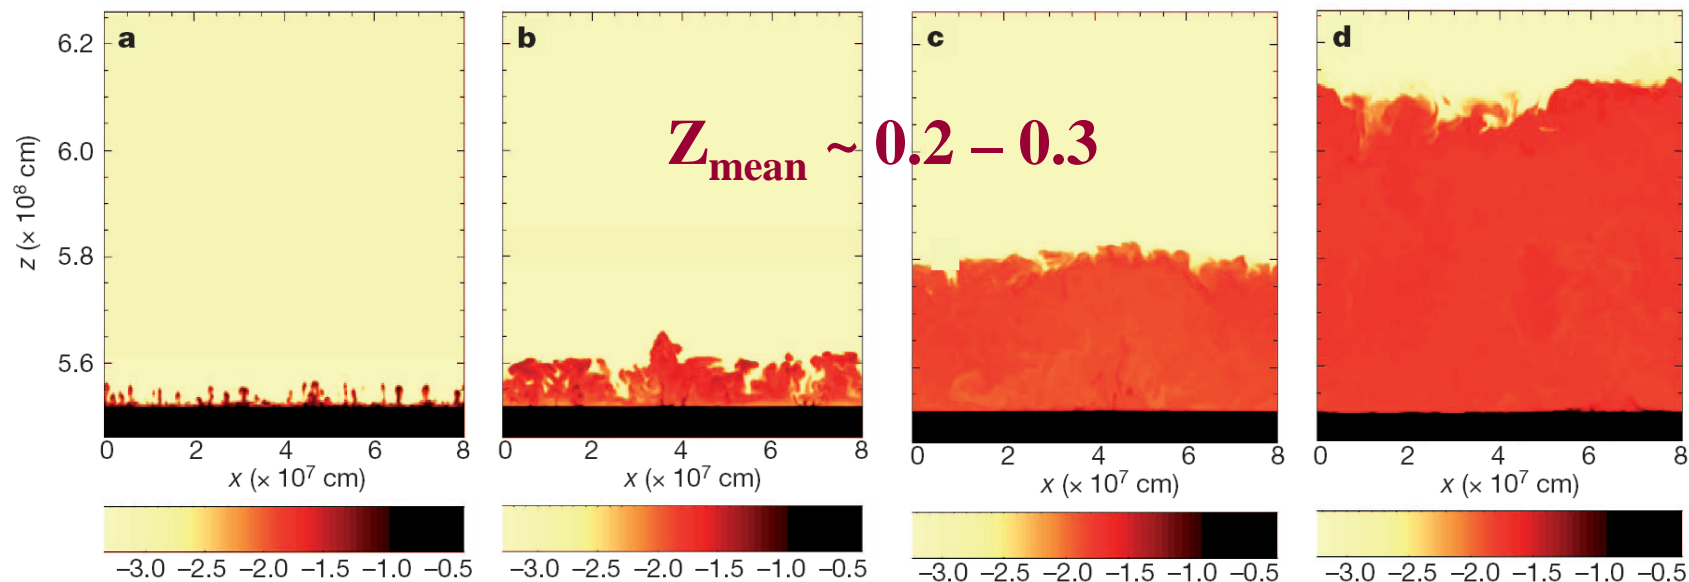 a
b
c
d
6.2
6.0
5.8
5.6
z (× 10⁸ cm)
Zmean ~ 0.2 – 0.3
0 2 4 6 8
0 2 4 6 8
0 2 4 6 8
0 2 4 6 8
x (× 10⁷ cm)
x (× 10⁷ cm)
x (× 10⁷ cm)
x (× 10⁷ cm)
–3.0 –2.5 –2.0 –1.5 –1.0 –0.5
–3.0 –2.5 –2.0 –1.5 –1.0 –0.5
–3.0 –2.5 –2.0 –1.5 –1.0 –0.5
–3.0 –2.5 –2.0 –1.5 –1.0 –0.5